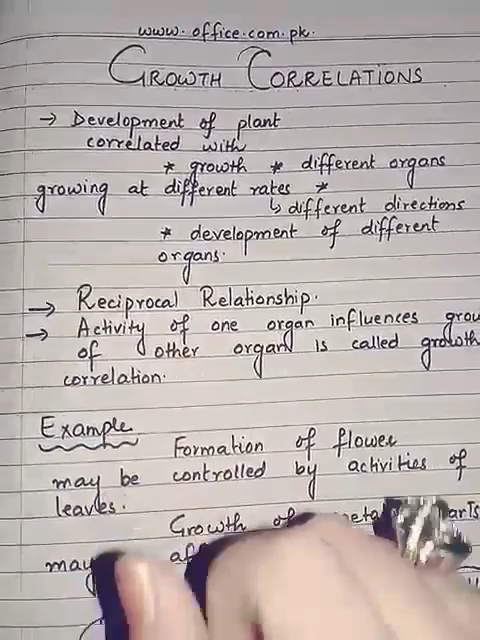 www.office.com.pk.
GROWTH CORRELATIONS
→ Development of plant
correlated with
* growth * different organs
growing at different rates *
↳ different directions
* development of different
organs.
→ Reciprocal Relationship.
→ Activity of one organ influences grow
of other organ is called growth
correlation.
Example
Formation of flower
may be controlled by activities of
leaves.
Growth of
may